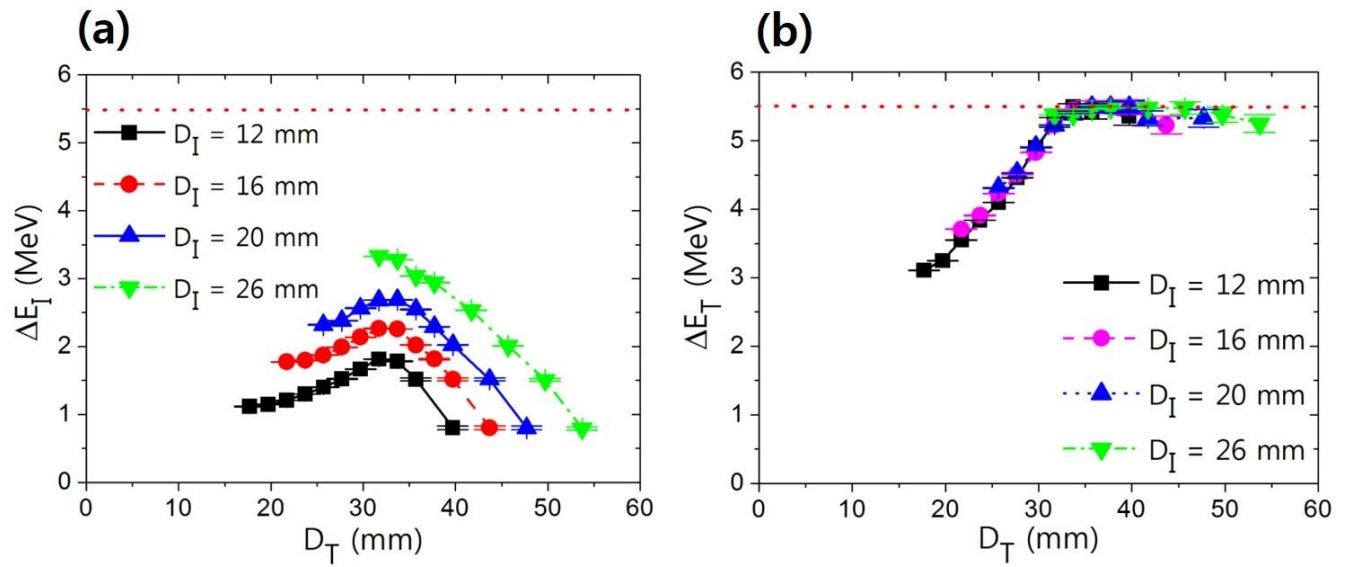 (a)
6
5
4
3
2
1
0
0 10 20 30 40 50 60
ΔE_I (MeV)
D_T (mm)
D_I = 12 mm
D_I = 16 mm
D_I = 20 mm
D_I = 26 mm
(b)
6
5
4
3
2
1
0
0 10 20 30 40 50 60
ΔE_T (MeV)
D_T (mm)
D_I = 12 mm
D_I = 16 mm
D_I = 20 mm
D_I = 26 mm